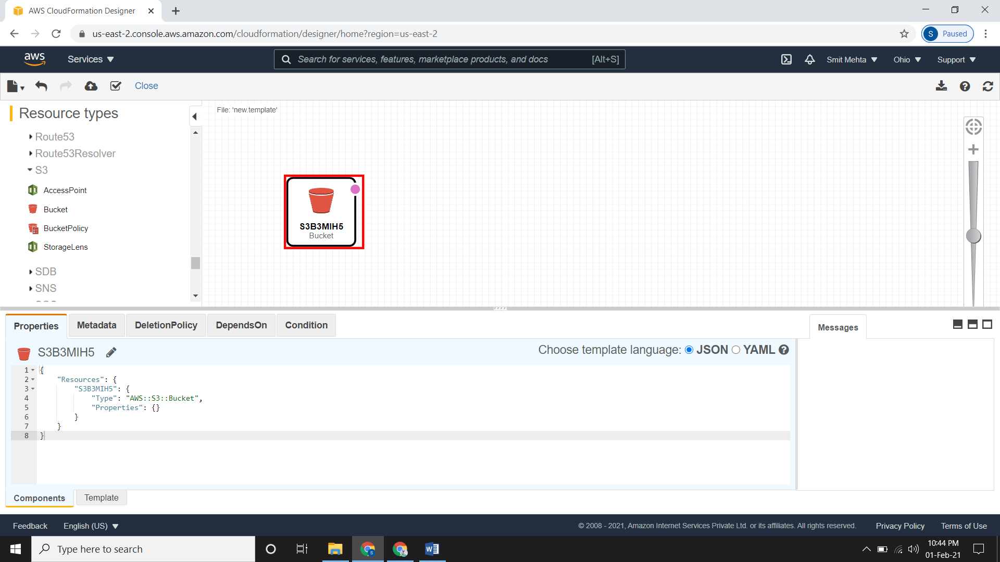 AWS CloudFormation Designer
us-east-2.console.aws.amazon.com/cloudformation/designer/home?region=us-east-2
S Paused
aws Services Search for services, features, marketplace products, and docs [Alt+S] Smit Mehta Ohio Support
Close
Resource types
Route53
Route53Resolver
S3
AccessPoint
Bucket
BucketPolicy
StorageLens
SDB
SNS
File: 'new.template'
S3B3MIH5
Bucket
Properties Metadata DeletionPolicy DependsOn Condition
Messages
S3B3MIH5
Choose template language: JSON YAML
1 {
2 "Resources": {
3 "S3B3MIH5": {
4 "Type": "AWS::S3::Bucket",
5 "Properties": {}
6 }
7 }
8 }
Components Template
Feedback English (US) © 2008 - 2021, Amazon Internet Services Private Ltd. or its affiliates. All rights reserved. Privacy Policy Terms of Use
Type here to search
10:44 PM
01-Feb-21